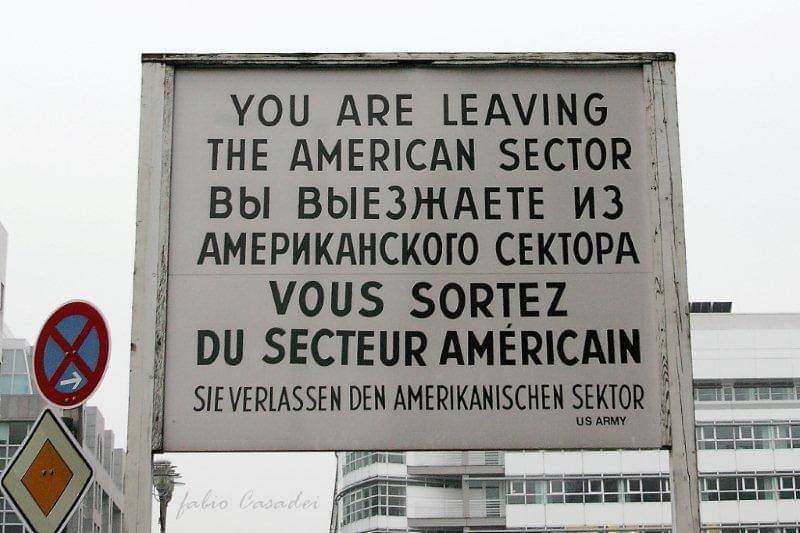 YOU ARE LEAVING
THE AMERICAN SECTOR
ВЫ ВЫЕЗЖАЕТЕ ИЗ
АМЕРИКАНСКОГО СЕКТОРА
VOUS SORTEZ
DU SECTEUR AMÉRICAIN
SIE VERLASSEN DEN AMERIKANISCHEN SEKTOR
US ARMY
fabio Casadei